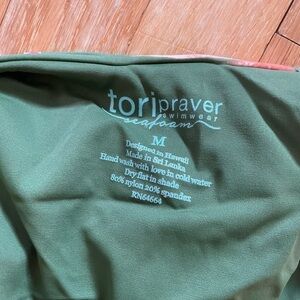 toripraver
swimwear
seafoam
M
Designed in Hawaii
Made in Sri Lanka
Hand wash with love in cold water
Dry flat in shade
80% nylon 20% spandex
RN64664